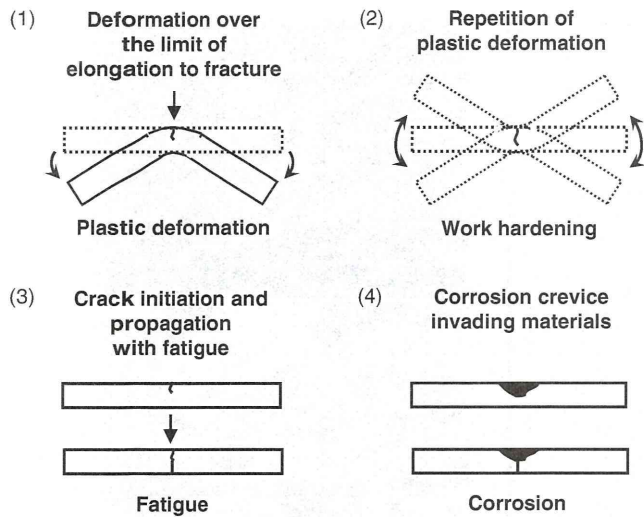 (1) Deformation over
the limit of
elongation to fracture
Plastic deformation
(2) Repetition of
plastic deformation
Work hardening
(3) Crack initiation and
propagation
with fatigue
Fatigue
(4) Corrosion crevice
invading materials
Corrosion